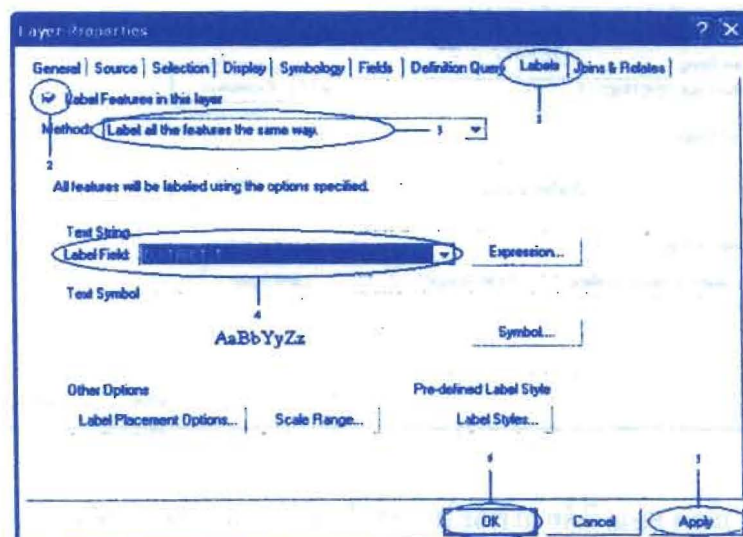 Layer Properties ? X
General Source Selection Display Symbology Fields Definition Query Labels Joins & Relates
1
Label Features in this layer
Method: Label all the features the same way. 3
2
All features will be labeled using the options specified.
Text String
Label Field: Expression...
Text Symbol
4
AaBbYyZz
Symbol...
Other Options Pre-defined Label Style
Label Placement Options... Scale Range... Label Styles...
5
OK Cancel Apply